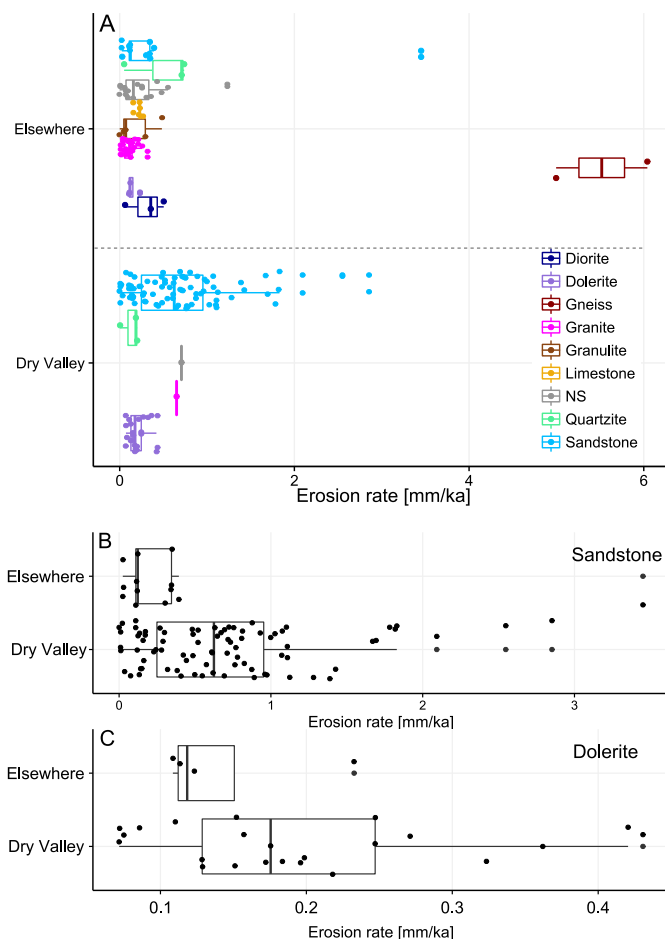 A
Elsewhere
Dry Valley
Diorite
Dolerite
Gneiss
Granite
Granulite
Limestone
NS
Quartzite
Sandstone
0 2 4 6
Erosion rate [mm/ka]
B
Sandstone
Elsewhere
Dry Valley
0 1 2 3
Erosion rate [mm/ka]
C
Dolerite
Elsewhere
Dry Valley
0.1 0.2 0.3 0.4
Erosion rate [mm/ka]